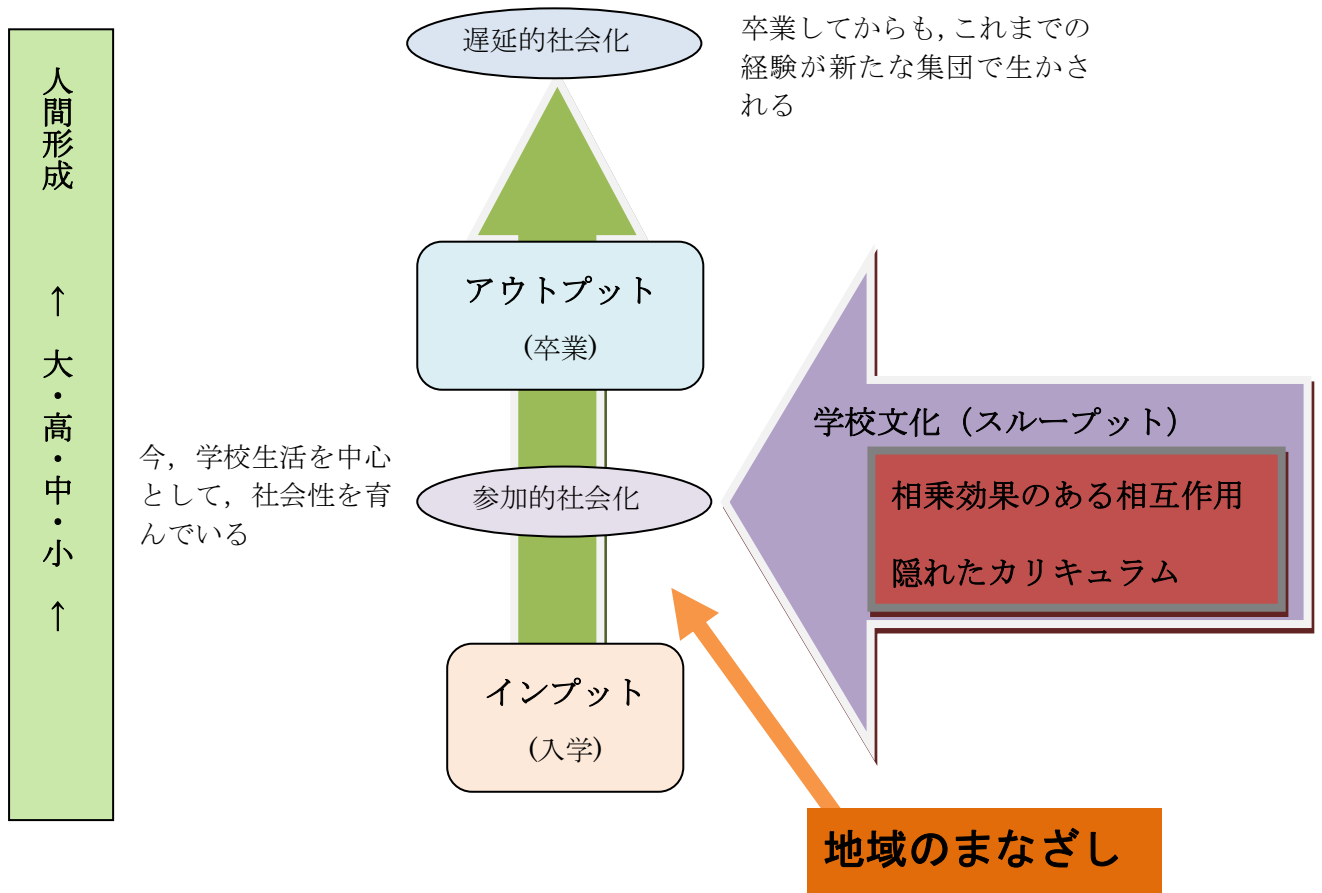 人間形成　↑　大・高・中・小　↑
遅延的社会化
卒業してからも，これまでの
経験が新たな集団で生かさ
れる
アウトプット
(卒業)
今，学校生活を中心
として，社会性を育
んでいる
参加的社会化
学校文化（スループット）
相乗効果のある相互作用
隠れたカリキュラム
インプット
(入学)
地域のまなざし